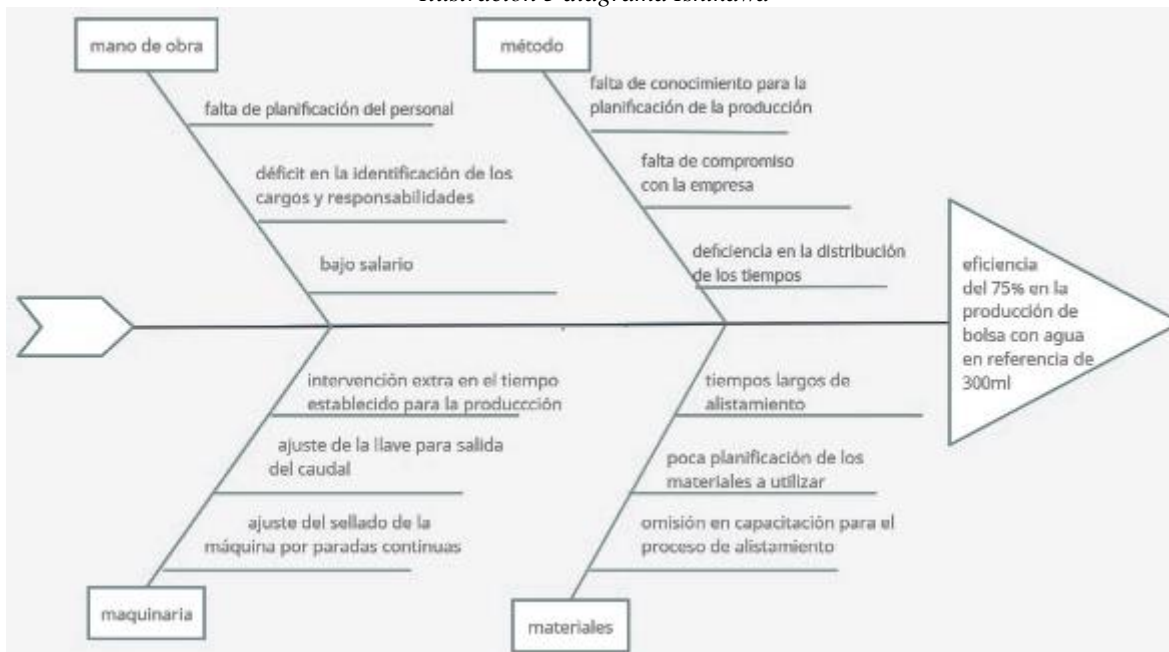 Ilustración 3 diagrama Ishikawa
mano de obra
falta de planificación del personal
déficit en la identificación de los
cargos y responsabilidades
bajo salario
método
falta de conocimiento para la
planificación de la producción
falta de compromiso
con la empresa
deficiencia en la distribución
de los tiempos
intervención extra en el tiempo
establecido para la produccción
ajuste de la llave para salida
del caudal
ajuste del sellado de la
máquina por paradas continuas
maquinaria
tiempos largos de
alistamiento
poca planificación de los
materiales a utilizar
omisión en capacitación para el
proceso de alistamiento
materiales
eficiencia
del 75% en la
producción de
bolsa con agua
en referencia de
300ml